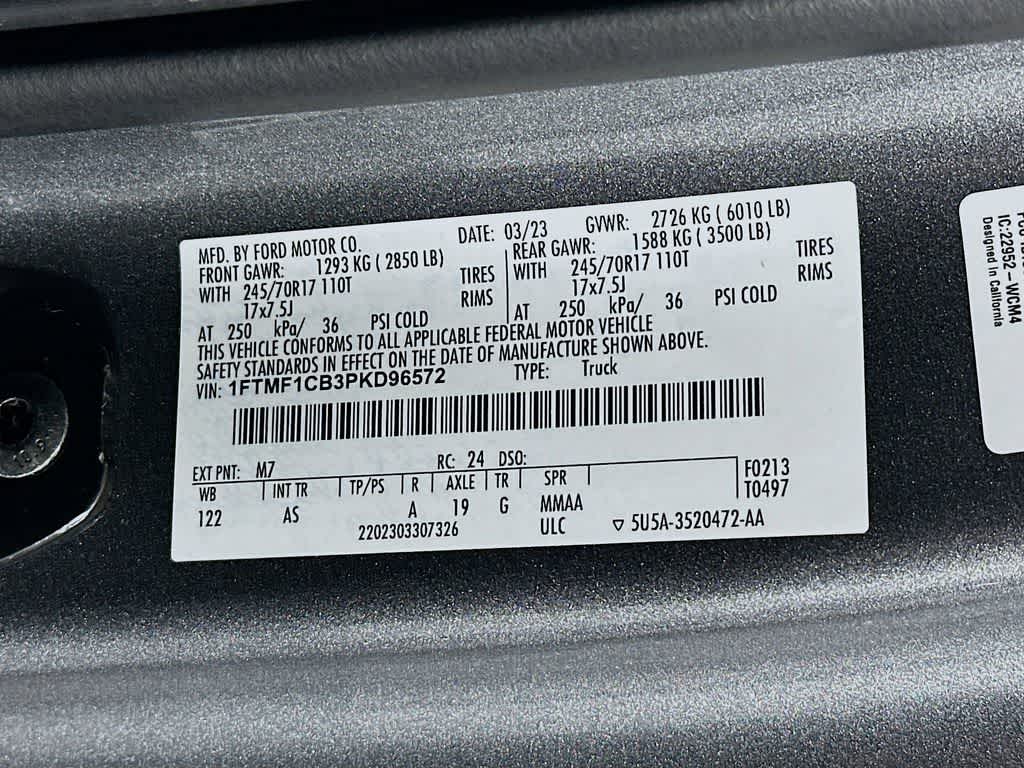 MFD. BY FORD MOTOR CO. DATE: 03/23 GVWR: 2726 KG ( 6010 LB)
FRONT GAWR: 1293 KG ( 2850 LB) REAR GAWR: 1588 KG ( 3500 LB)
WITH 245/70R17 110T TIRES WITH 245/70R17 110T TIRES
17x7.5J RIMS 17x7.5J RIMS
AT 250 kPa/ 36 PSI COLD AT 250 kPa/ 36 PSI COLD
THIS VEHICLE CONFORMS TO ALL APPLICABLE FEDERAL MOTOR VEHICLE
SAFETY STANDARDS IN EFFECT ON THE DATE OF MANUFACTURE SHOWN ABOVE.
VIN: 1FTMF1CB3PKD96572 TYPE: Truck
EXT PNT: M7 RC: 24 DSO:
WB INT TR TP/PS R AXLE TR SPR F0213
122 AS A 19 G MMAA T0497
2202303307326 ULC ▽ 5U5A-3520472-AA
IC:22952-WCM4
Designed in California